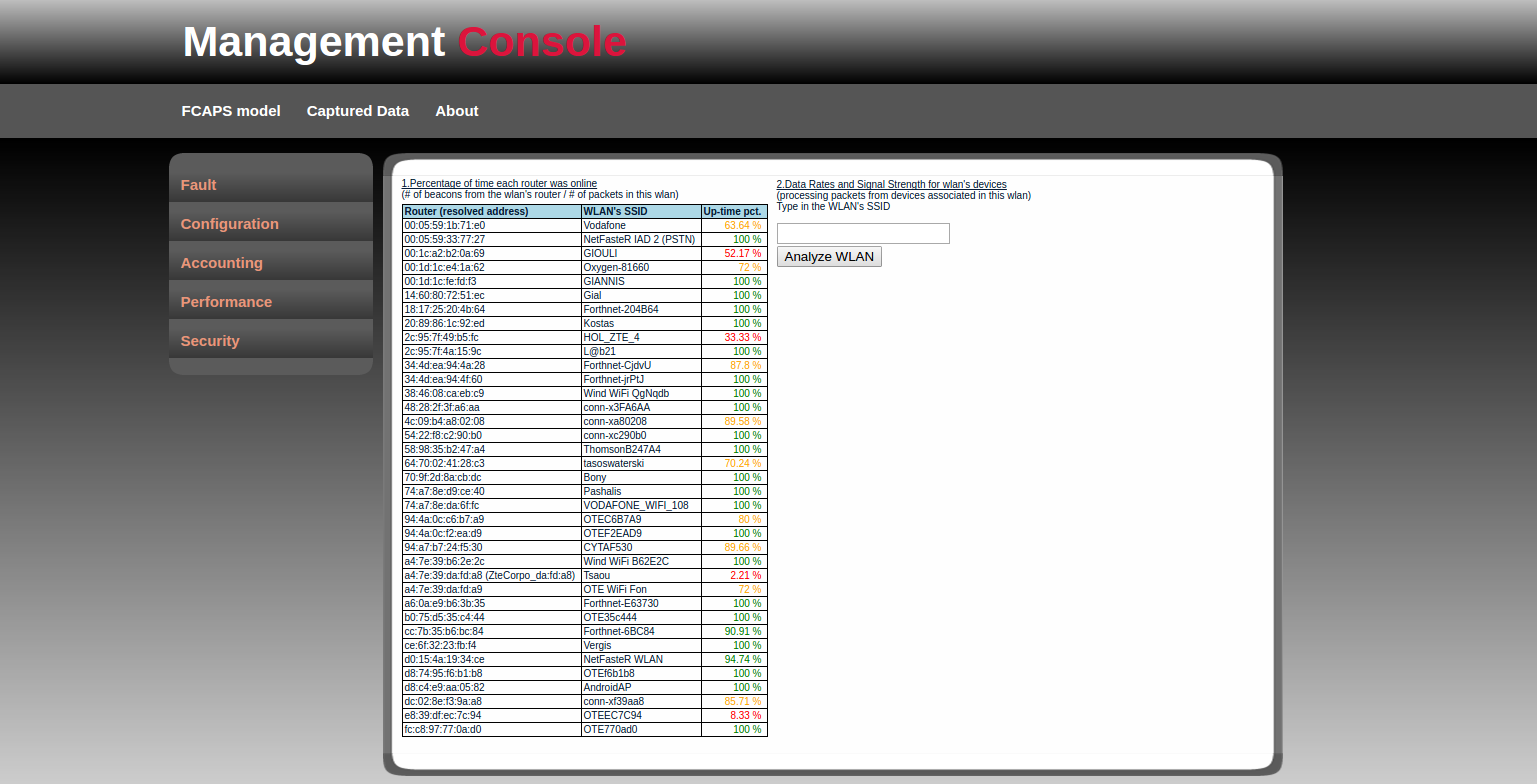 Management Console
FCAPS model Captured Data About
Fault
Configuration
Accounting
Performance
Security
1.Percentage of time each router was online
(# of beacons from the wlan's router / # of packets in this wlan)
Router (resolved address) WLAN's SSID Up-time pct.
00:05:59:1b:71:e0 Vodafone 63.64 %
00:05:59:33:77:27 NetFasteR IAD 2 (PSTN) 100 %
00:1c:a2:b2:0a:69 GIOULI 52.17 %
00:1d:1c:e4:1a:62 Oxygen-81660 72 %
00:1d:1c:fe:fd:f3 GIANNIS 100 %
14:60:80:72:51:ec Gial 100 %
18:17:25:20:4b:64 Forthnet-204B64 100 %
20:89:86:1c:92:ed Kostas 100 %
2c:95:7f:49:b5:fc HOL_ZTE_4 33.33 %
2c:95:7f:4a:15:9c L@b21 100 %
34:4d:ea:94:4a:28 Forthnet-CjdvU 87.8 %
34:4d:ea:94:4f:60 Forthnet-jrPtJ 100 %
38:46:08:ca:eb:c9 Wind WiFi QgNqdb 100 %
48:28:2f:3f:a6:aa conn-x3FA6AA 100 %
4c:09:b4:a8:02:08 conn-xa80208 89.58 %
54:22:f8:c2:90:b0 conn-xc290b0 100 %
58:98:35:b2:47:a4 ThomsonB247A4 100 %
64:70:02:41:28:c3 tasoswaterski 70.24 %
70:9f:2d:8a:cb:dc Bony 100 %
74:a7:8e:d9:ce:40 Pashalis 100 %
74:a7:8e:da:6f:fc VODAFONE_WIFI_108 100 %
94:4a:0c:c6:b7:a9 OTEC6B7A9 80 %
94:4a:0c:f2:ea:d9 OTEF2EAD9 100 %
94:a7:b7:24:f5:30 CYTAF530 89.66 %
a4:7e:39:b6:2e:2c Wind WiFi B62E2C 100 %
a4:7e:39:da:fd:a8 (ZteCorpo_da:fd:a8) Tsaou 2.21 %
a4:7e:39:da:fd:a9 OTE WiFi Fon 72 %
a6:0a:e9:b6:3b:35 Forthnet-E63730 100 %
b0:75:d5:35:c4:44 OTE35c444 100 %
cc:7b:35:b6:bc:84 Forthnet-6BC84 90.91 %
ce:6f:32:23:fb:f4 Vergis 100 %
d0:15:4a:19:34:ce NetFasteR WLAN 94.74 %
d8:74:95:f6:b1:b8 OTEf6b1b8 100 %
d8:c4:e9:aa:05:82 AndroidAP 100 %
dc:02:8e:f3:9a:a8 conn-xf39aa8 85.71 %
e8:39:df:ec:7c:94 OTEEC7C94 8.33 %
fc:c8:97:77:0a:d0 OTE770ad0 100 %
2.Data Rates and Signal Strength for wlan's devices
(processing packets from devices associated in this wlan)
Type in the WLAN's SSID
Analyze WLAN